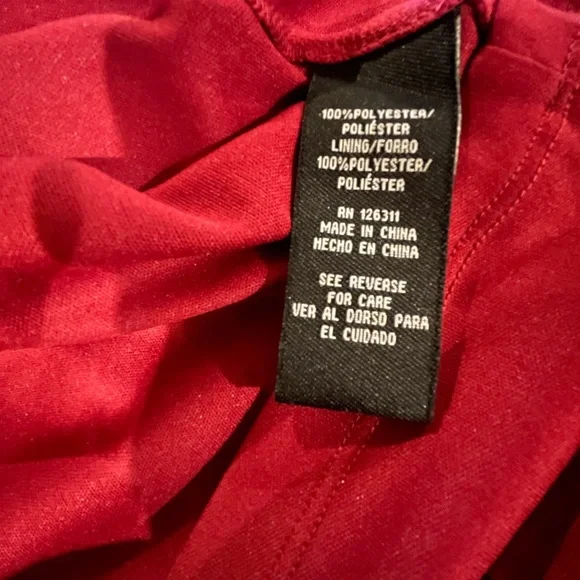 100%POLYESTER/
POLIÉSTER
LINING/FORRO
100%POLYESTER/
POLIÉSTER
RN 126311
MADE IN CHINA
HECHO EN CHINA
SEE REVERSE
FOR CARE
VER AL DORSO PARA
EL CUIDADO